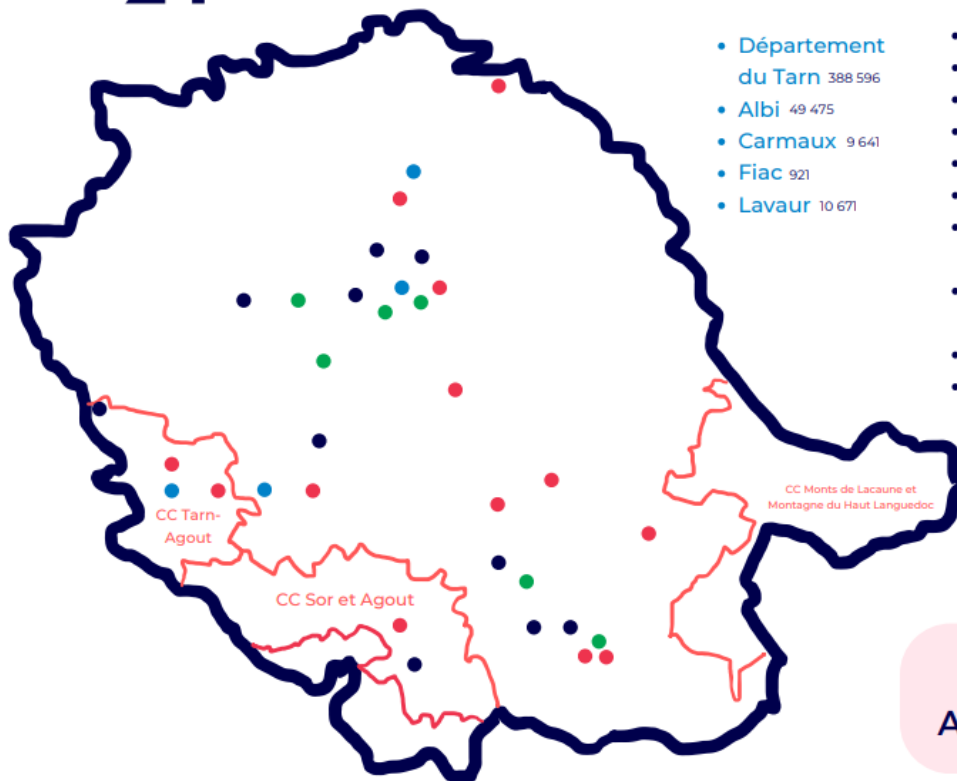 • Département
du Tarn 388 596
• Albi 49 475
• Carmaux 9 641
• Fiac 921
• Lavaur 10 671
CC Monts de Lacaune et
Montagne du Haut Languedoc
CC Tarn-
Agout
CC Sor et Agout
A